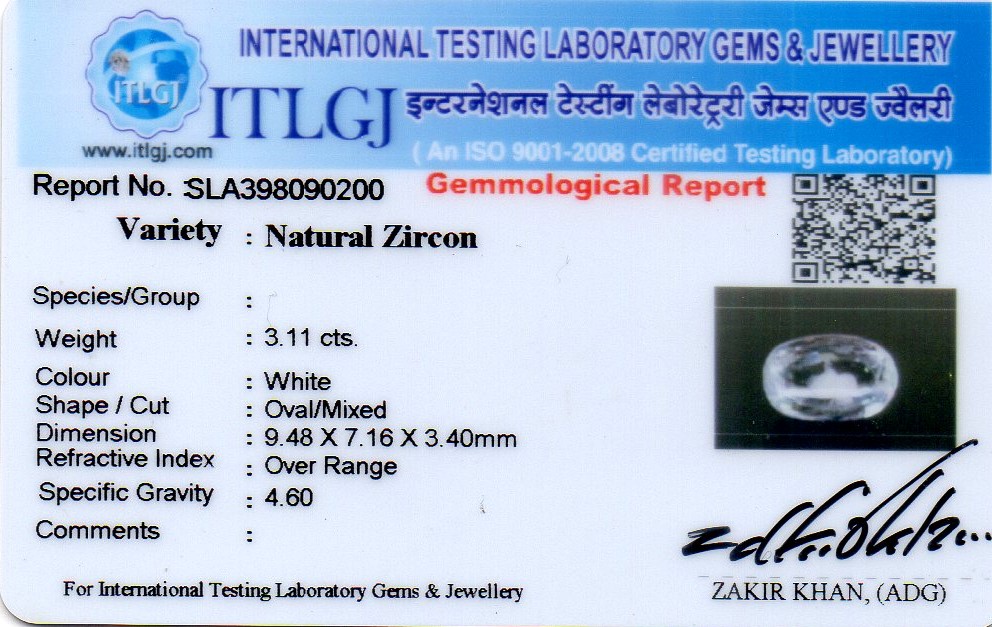 INTERNATIONAL TESTING LABORATORY GEMS & JEWELLERY
ITLGJ
ITLGJ इन्टरनेशनल टेस्टींग लेबोरेट्ररी जेम्स एण्ड ज्वैलरी
www.itlgj.com
( An ISO 9001-2008 Certified Testing Laboratory)
Report No. :SLA398090200
Gemmological Report
Variety : Natural Zircon
Species/Group :
Weight : 3.11 cts.
Colour : White
Shape / Cut : Oval/Mixed
Dimension : 9.48 X 7.16 X 3.40mm
Refractive Index : Over Range
Specific Gravity : 4.60
Comments :
For International Testing Laboratory Gems & Jewellery
ZAKIR KHAN, (ADG)